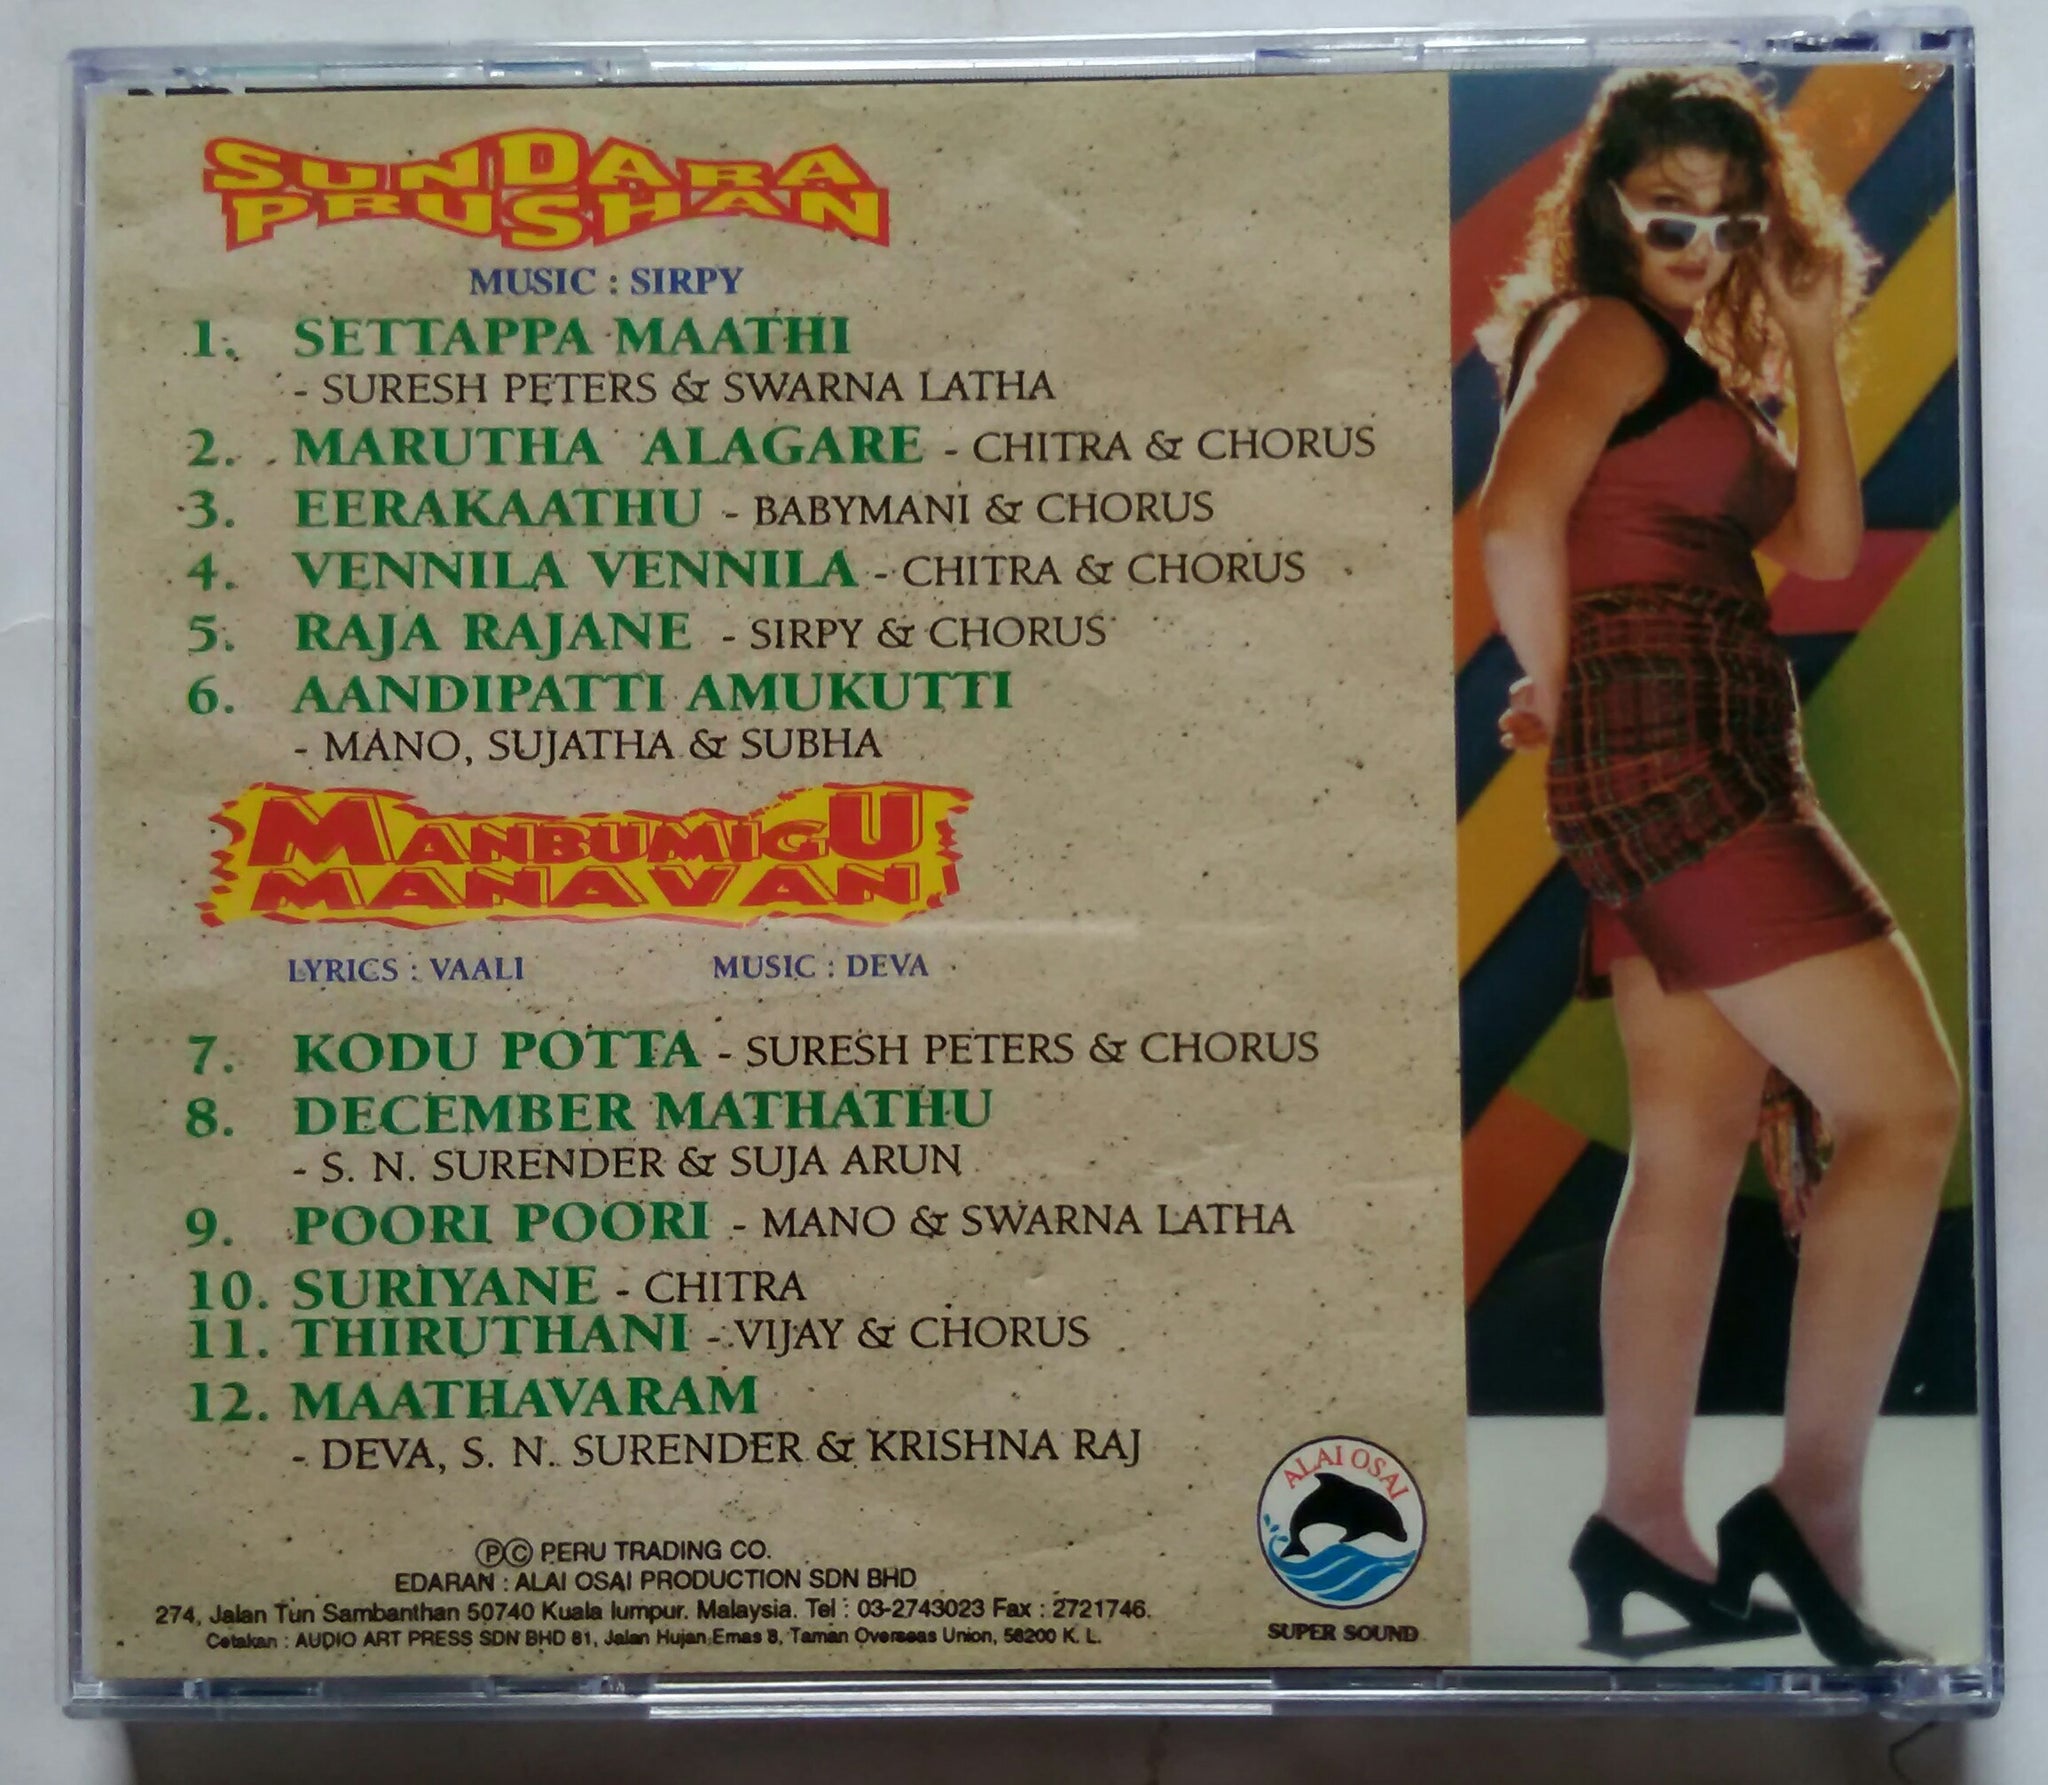 SUNDARA
PRUSHAN
MUSIC : SIRPY
1. SETTAPPA MAATHI
- SURESH PETERS & SWARNA LATHA
2. MARUTHA ALAGARE - CHITRA & CHORUS
3. EERAKAATHU - BABYMANI & CHORUS
4. VENNILA VENNILA - CHITRA & CHORUS
5. RAJA RAJANE - SIRPY & CHORUS
6. AANDIPATTI AMUKUTTI
- MANO, SUJATHA & SUBHA
MANBUMIGU
MANAVAN
LYRICS : VAALI MUSIC : DEVA
7. KODU POTTA - SURESH PETERS & CHORUS
8. DECEMBER MATHATHU
- S. N. SURENDER & SUJA ARUN
9. POORI POORI - MANO & SWARNA LATHA
10. SURIYANE - CHITRA
11. THIRUTHANI - VIJAY & CHORUS
12. MAATHAVARAM
- DEVA, S. N. SURENDER & KRISHNA RAJ
ALAI OSAI
SUPER SOUND
ⓅⒸ PERU TRADING CO.
EDARAN : ALAI OSAI PRODUCTION SDN BHD
274, Jalan Tun Sambanthan 50740 Kuala lumpur. Malaysia. Tel : 03-2743023 Fax : 2721746.
Cetakan : AUDIO ART PRESS SDN BHD 81, Jalan Hujan Emas 8, Taman Overseas Union, 58200 K. L.